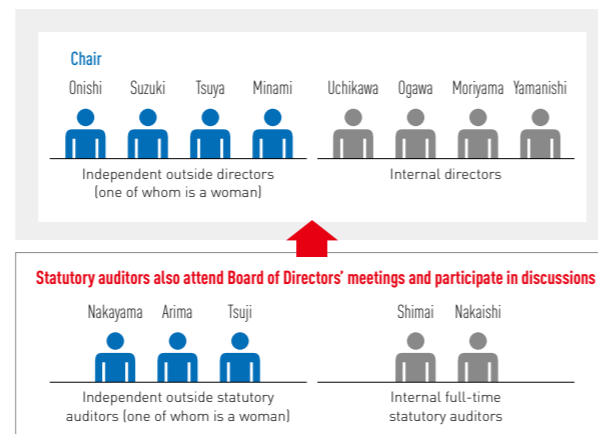 Chair
Onishi Suzuki Tsuya Minami Uchikawa Ogawa Moriyama Yamanishi
Independent outside directors
(one of whom is a woman)
Internal directors
Statutory auditors also attend Board of Directors' meetings and participate in discussions
Nakayama Arima Tsuji Shimai Nakaishi
Independent outside statutory
auditors (one of whom is a woman)
Internal full-time
statutory auditors